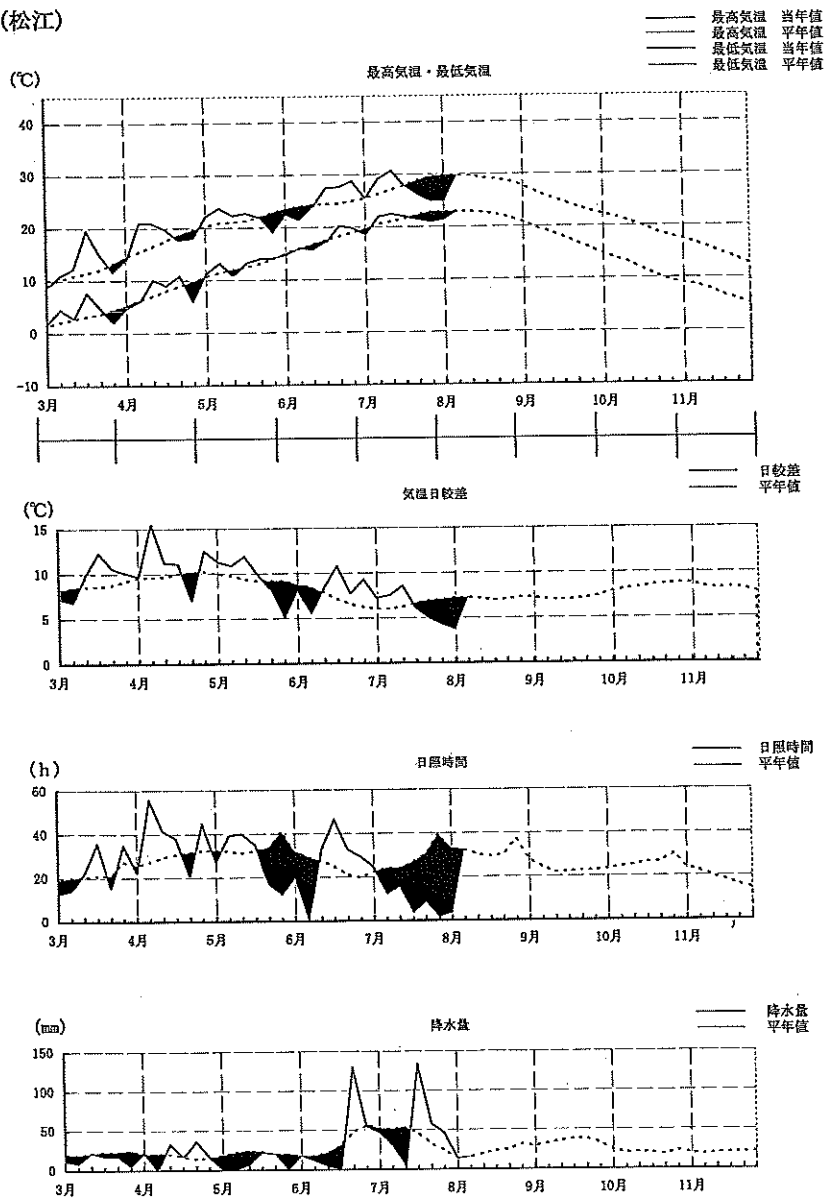 (松江)
最高気温 当年値
最高気温 平年値
最低気温 当年値
最低気温 平年値
(℃)
最高気温・最低気温
40
30
20
10
0
-10
3月 4月 5月 6月 7月 8月 9月 10月 11月
日較差
平年値
気温日較差
(℃)
15
10
5
0
3月 4月 5月 6月 7月 8月 9月 10月 11月
日照時間
平年値
(h)
日照時間
60
40
20
0
3月 4月 5月 6月 7月 8月 9月 10月 11月
降水量
平年値
(mm)
降水量
150
100
50
0
3月 4月 5月 6月 7月 8月 9月 10月 11月